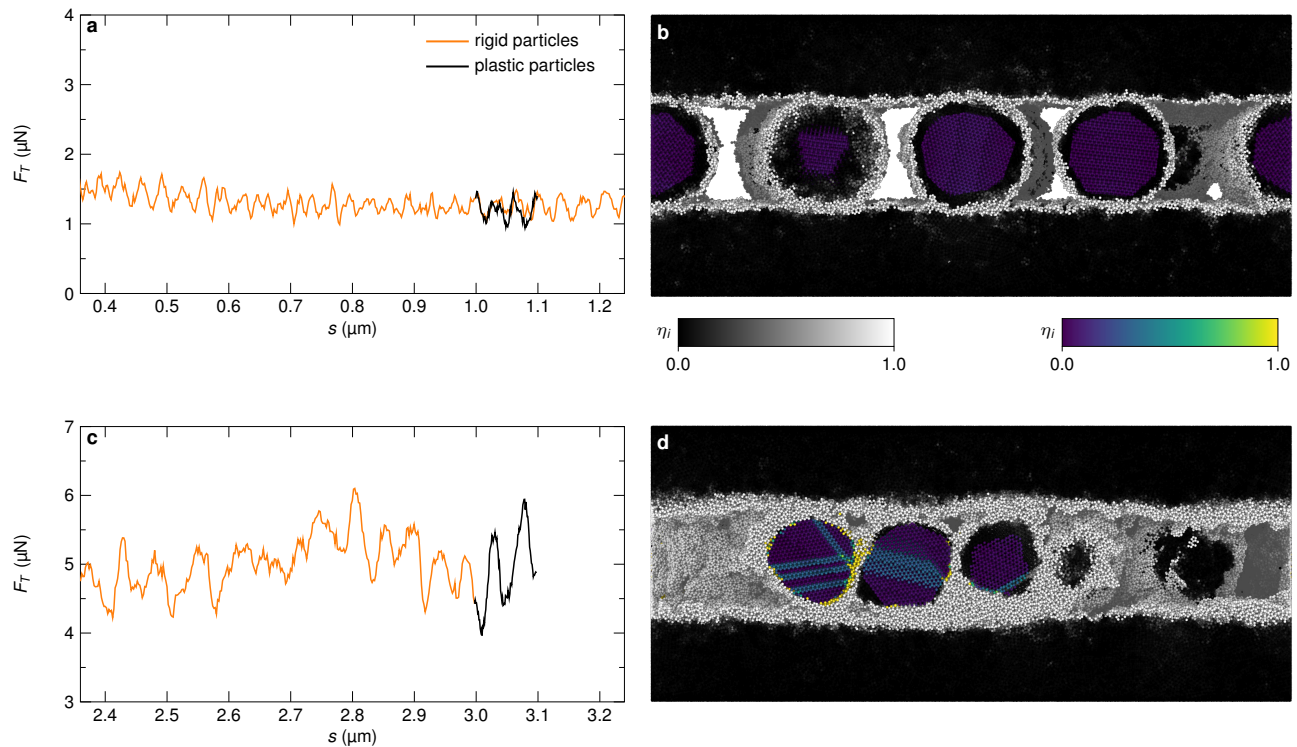 a
rigid particles
plastic particles
F_T (μN)
4
3
2
1
0
0.4 0.5 0.6 0.7 0.8 0.9 1.0 1.1 1.2
s (μm)
b
η_i
0.0 1.0
η_i
0.0 1.0
c
F_T (μN)
7
6
5
4
3
2.4 2.5 2.6 2.7 2.8 2.9 3.0 3.1 3.2
s (μm)
d